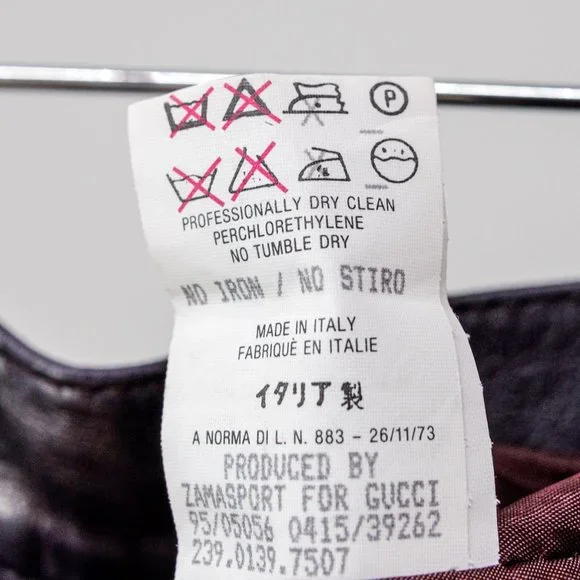 P
PROFESSIONALLY DRY CLEAN
PERCHLORETHYLENE
NO TUMBLE DRY
NO IRON / NO STIRO
MADE IN ITALY
FABRIQUÈ EN ITALIE
イタリア製
A NORMA DI L. N. 883 - 26/11/73
PRODUCED BY
ZAMASPORT FOR GUCCI
95/05056 0415/39262
239.0139.7507